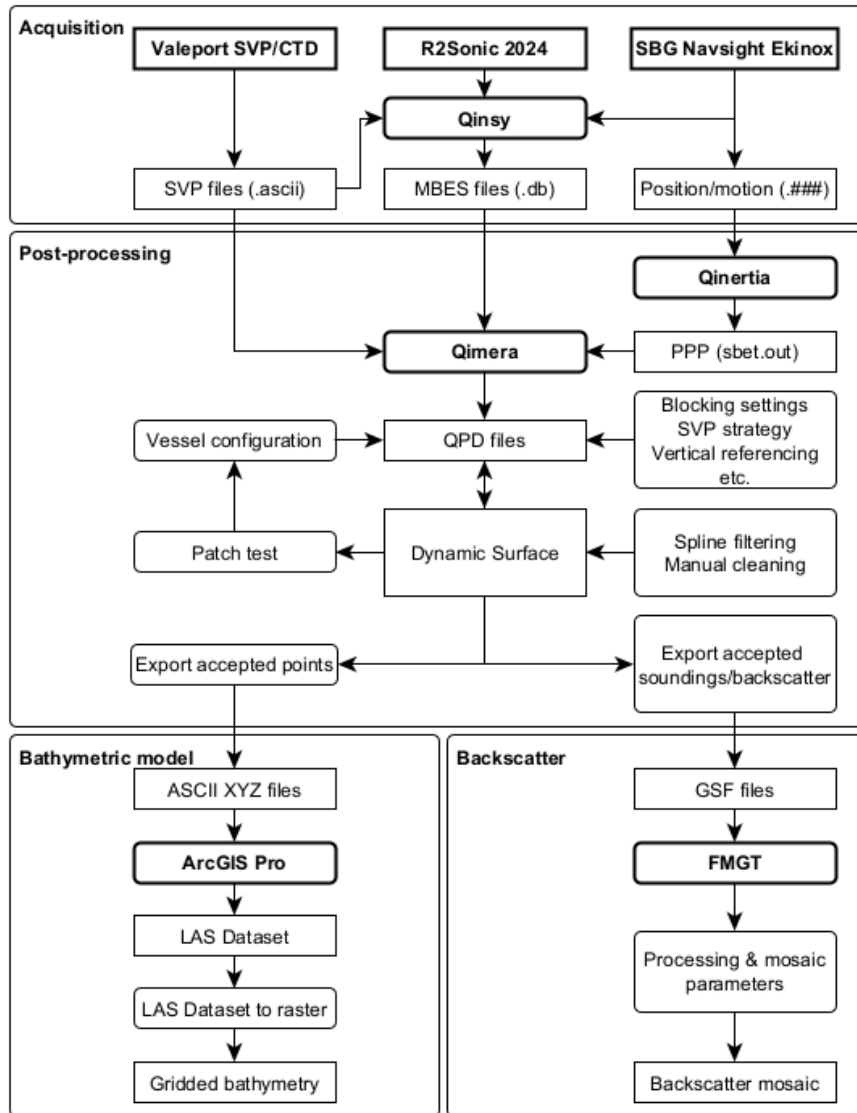 Acquisition
Valeport SVP/CTD
R2Sonic 2024
SBG Navsight Ekinox
Qinsy
SVP files (.ascii)
MBES files (.db)
Position/motion (.###)
Post-processing
Qinertia
Qimera
PPP (sbet.out)
Vessel configuration
QPD files
Blocking settings
SVP strategy
Vertical referencing
etc.
Patch test
Dynamic Surface
Spline filtering
Manual cleaning
Export accepted points
Export accepted
soundings/backscatter
Bathymetric model
ASCII XYZ files
ArcGIS Pro
LAS Dataset
LAS Dataset to raster
Gridded bathymetry
Backscatter
GSF files
FMGT
Processing & mosaic
parameters
Backscatter mosaic